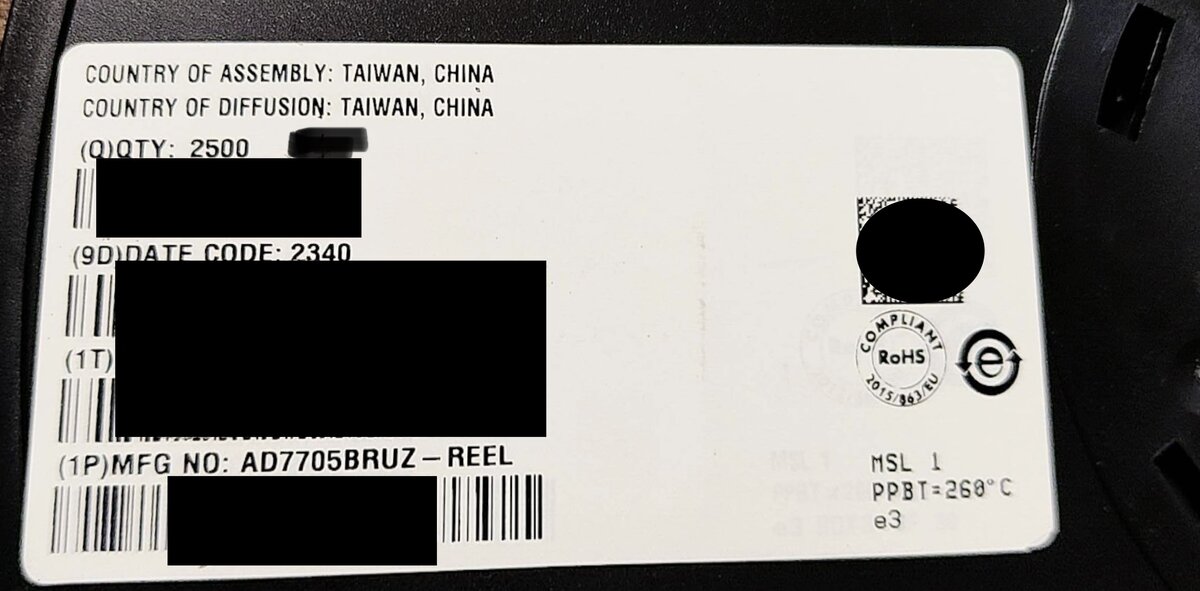 COUNTRY OF ASSEMBLY: TAIWAN, CHINA
COUNTRY OF DIFFUSION: TAIWAN, CHINA
(Q)QTY: 2500
(9D)DATE CODE: 2340
(1T)
(1P)MFG NO: AD7705BRUZ-REEL
COMPLIANT
RoHS
2015/863/EU
e
MSL 1
PPBT=260°C
e3